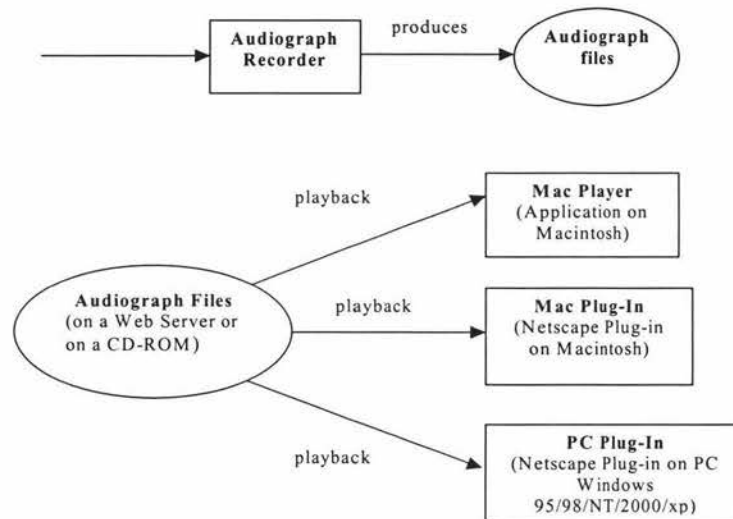 produces
Audiograph
Recorder
Audiograph
files
playback
Mac Player
(Application on
Macintosh)
Audiograph Files
(on a Web Server or
on a CD-ROM)
playback
Mac Plug-In
(Netscape Plug-in
on Macintosh)
playback
PC Plug-In
(Netscape Plug-in on PC
Windows
95/98/NT/2000/xp)